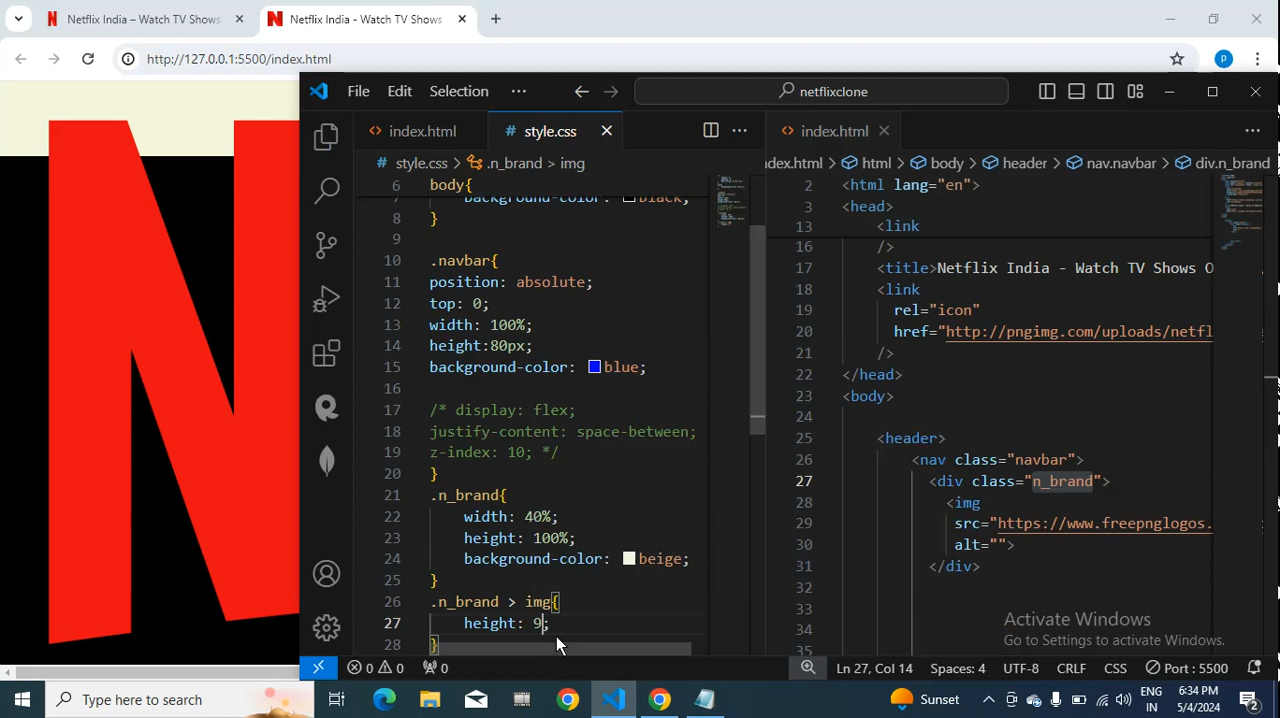 Netflix India – Watch TV Shows
Netflix India - Watch TV Shows
http://127.0.0.1:5500/index.html
P
File Edit Selection ···
netflixclone
index.html
# style.css
index.html
# style.css > .n_brand > img
ndex.html > html > body > header > nav.navbar > div.n_brand
6 body{
7 background-color: black;
8 }
9
10 .navbar{
11 position: absolute;
12 top: 0;
13 width: 100%;
14 height:80px;
15 background-color: blue;
16
17 /* display: flex;
18 justify-content: space-between;
19 z-index: 10; */
20 }
21 .n_brand{
22 width: 40%;
23 height: 100%;
24 background-color: beige;
25 }
26 .n_brand > img{
27 height: 9;
28 }
2 <html lang="en">
3 <head>
13 <link
16 />
17 <title>Netflix India - Watch TV Shows O
18 <link
19 rel="icon"
20 href="http://pngimg.com/uploads/netfl
21 />
22 </head>
23 <body>
24
25 <header>
26 <nav class="navbar">
27 <div class="n_brand">
28 <img
29 src="https://www.freepnglogos.
30 alt="">
31 </div>
32
33
34
Activate Windows
Go to Settings to activate Windows.
0 0 0
Ln 27, Col 14 Spaces: 4 UTF-8 CRLF CSS Port : 5500
Type here to search
Sunset
ENG
IN
6:34 PM
5/4/2024
2